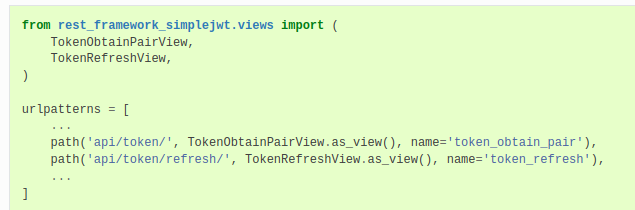 from rest_framework_simplejwt.views import (
    TokenObtainPairView,
    TokenRefreshView,
)
urlpatterns = [
    ...
    path('api/token/', TokenObtainPairView.as_view(), name='token_obtain_pair'),
    path('api/token/refresh/', TokenRefreshView.as_view(), name='token_refresh'),
    ...
]